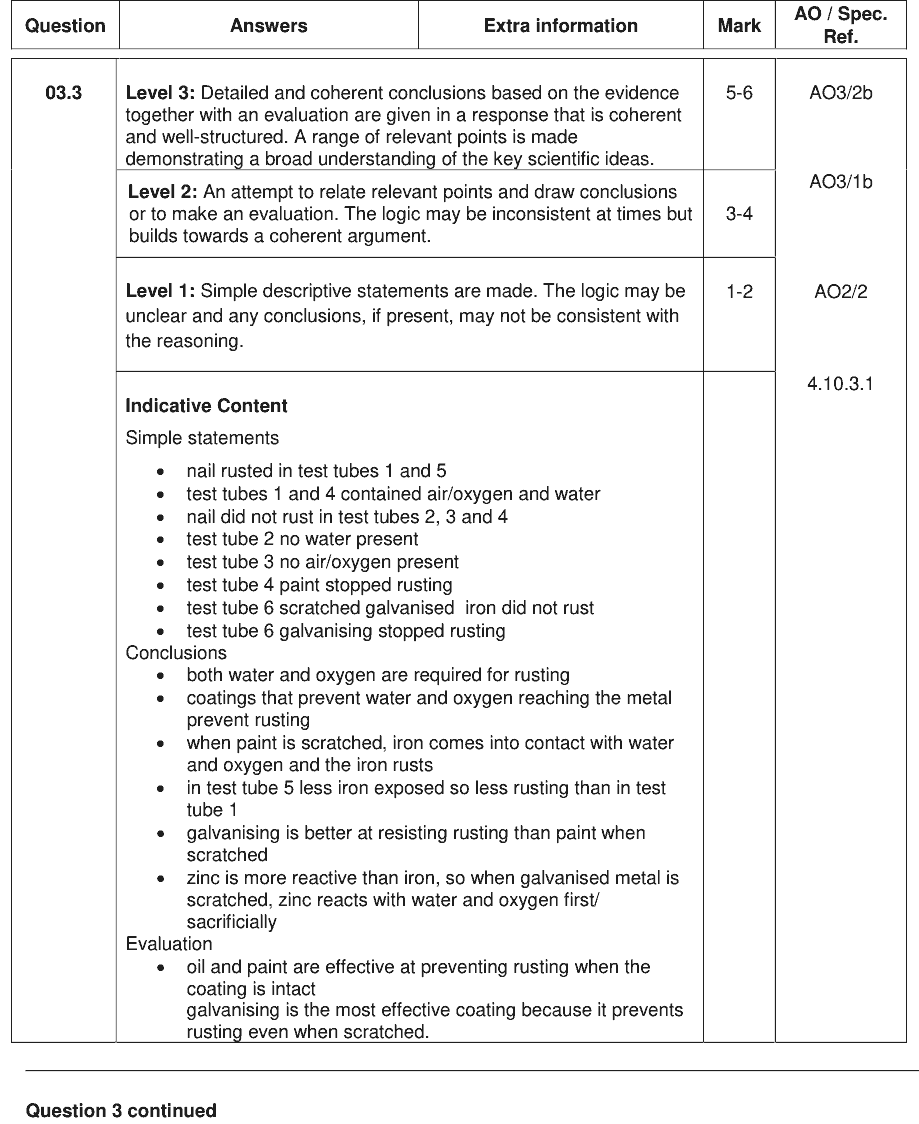 Question Answers Extra information Mark AO / Spec.
Ref.
03.3 Level 3: Detailed and coherent conclusions based on the evidence 5-6 AO3/2b
together with an evaluation are given in a response that is coherent
and well-structured. A range of relevant points is made
demonstrating a broad understanding of the key scientific ideas.
AO3/1b
Level 2: An attempt to relate relevant points and draw conclusions
or to make an evaluation. The logic may be inconsistent at times but 3-4
builds towards a coherent argument.
Level 1: Simple descriptive statements are made. The logic may be 1-2 AO2/2
unclear and any conclusions, if present, may not be consistent with
the reasoning.
4.10.3.1
Indicative Content
Simple statements
• nail rusted in test tubes 1 and 5
• test tubes 1 and 4 contained air/oxygen and water
• nail did not rust in test tubes 2, 3 and 4
• test tube 2 no water present
• test tube 3 no air/oxygen present
• test tube 4 paint stopped rusting
• test tube 6 scratched galvanised iron did not rust
• test tube 6 galvanising stopped rusting
Conclusions
• both water and oxygen are required for rusting
• coatings that prevent water and oxygen reaching the metal
prevent rusting
• when paint is scratched, iron comes into contact with water
and oxygen and the iron rusts
• in test tube 5 less iron exposed so less rusting than in test
tube 1
• galvanising is better at resisting rusting than paint when
scratched
• zinc is more reactive than iron, so when galvanised metal is
scratched, zinc reacts with water and oxygen first/
sacrificially
Evaluation
• oil and paint are effective at preventing rusting when the
coating is intact
galvanising is the most effective coating because it prevents
rusting even when scratched.
Question 3 continued